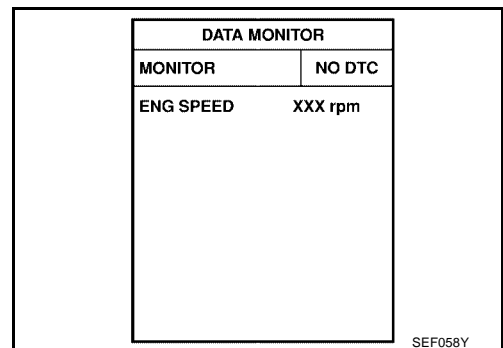 DATA MONITOR
MONITOR NO DTC
ENG SPEED XXX rpm
SEF058Y